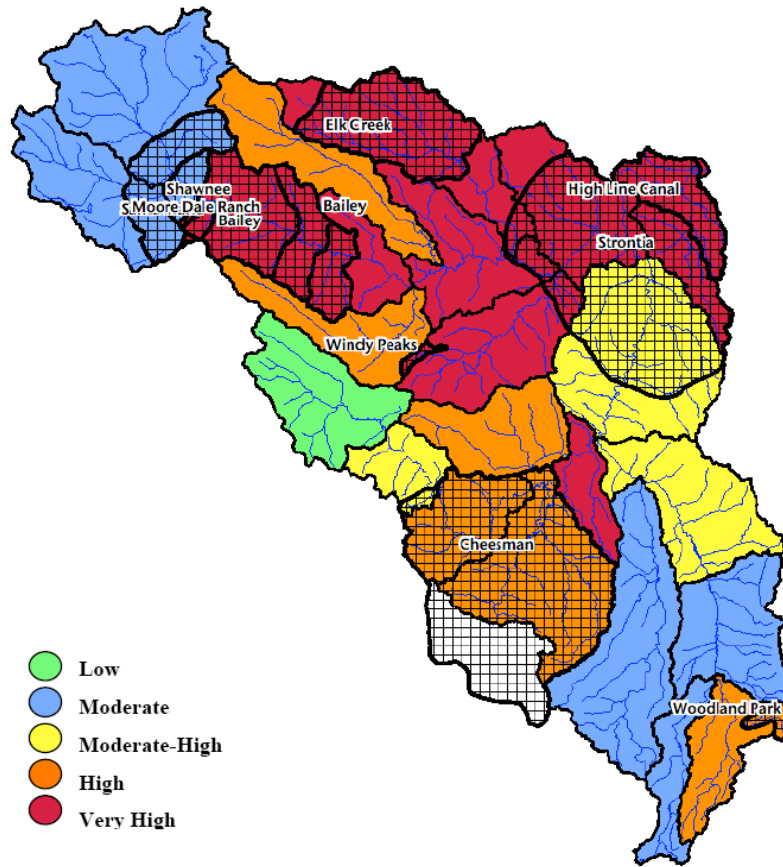 Elk Creek
High Line Canal
Shawnee
S Moore Dale Ranch
Bailey
Bailey
Strontia
Windy Peaks
Cheesman
Woodland Park
Low
Moderate
Moderate-High
High
Very High